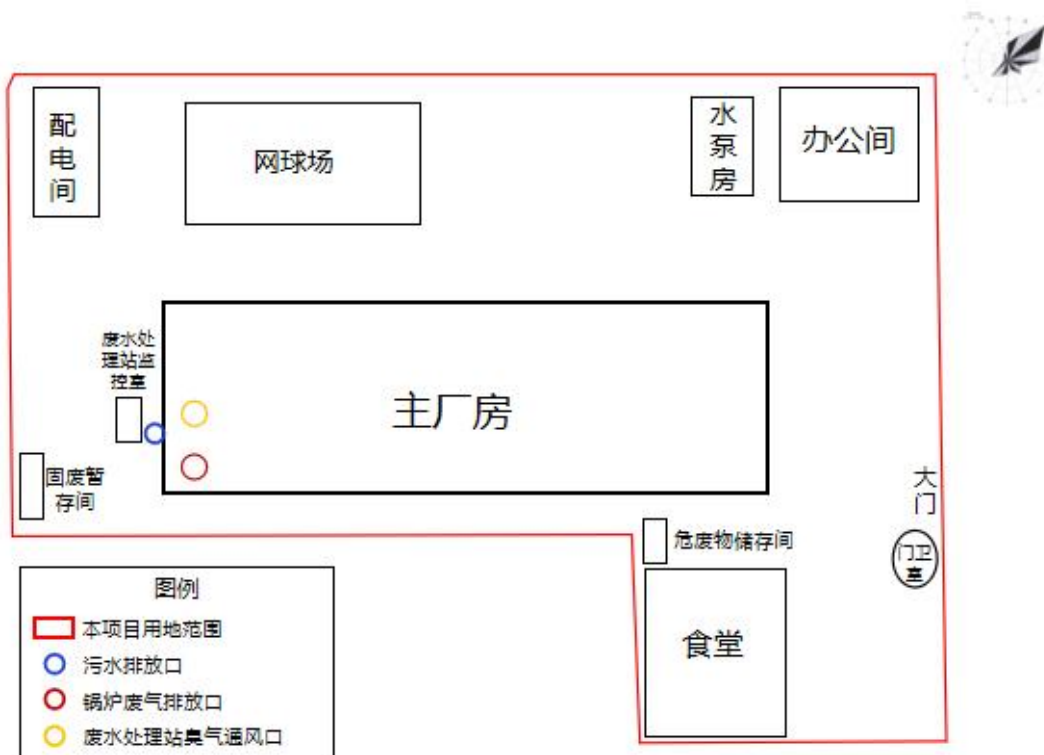 配
电
间
网球场
水
泵
房
办公间
废水处
理站监
控室
主厂房
固废暂
存间
大
门
危废物储存间
门卫
室
食堂
图例
本项目用地范围
污水排放口
锅炉废气排放口
废水处理站臭气通风口